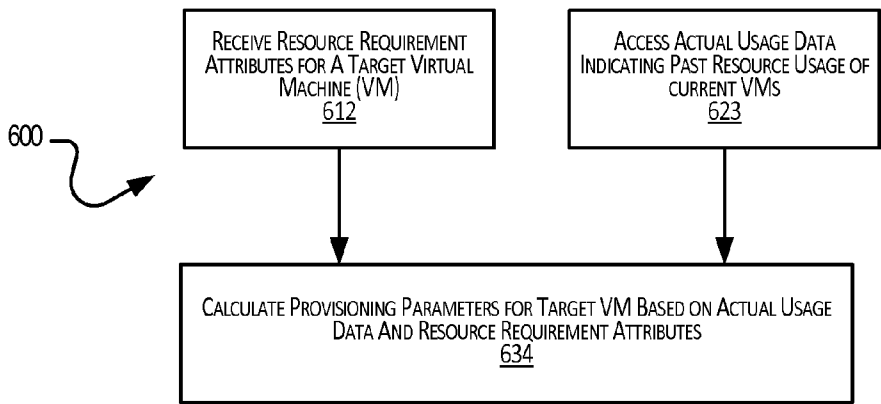 RECEIVE RESOURCE REQUIREMENT
ATTRIBUTES FOR A TARGET VIRTUAL
MACHINE (VM)
612
ACCESS ACTUAL USAGE DATA
INDICATING PAST RESOURCE USAGE OF
CURRENT VMS
623
600
CALCULATE PROVISIONING PARAMETERS FOR TARGET VM BASED ON ACTUAL USAGE
DATA AND RESOURCE REQUIREMENT ATTRIBUTES
634